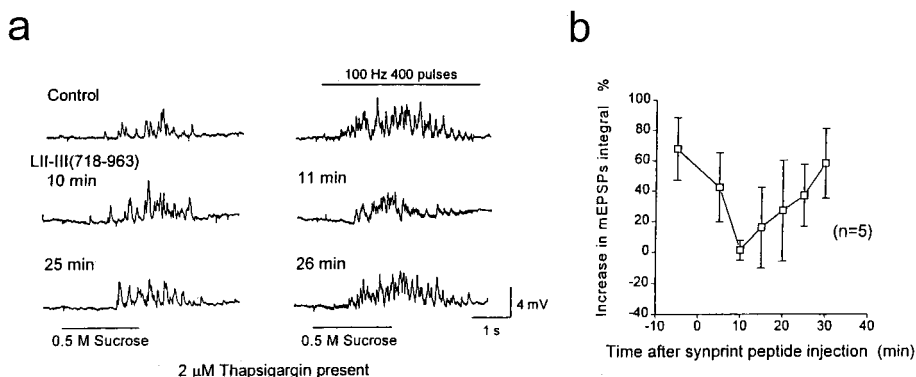 a
100 Hz 400 pulses
Control
LII-III(718-963)
10 min
11 min
25 min
26 min
4 mV
1 s
0.5 M Sucrose
0.5 M Sucrose
2 μM Thapsigargin present
b
%
Increase in mEPSPs integral
100
80
60
40
20
0
-20
-40
(n=5)
-10
0
10
20
30
40
Time after synprint peptide injection (min)